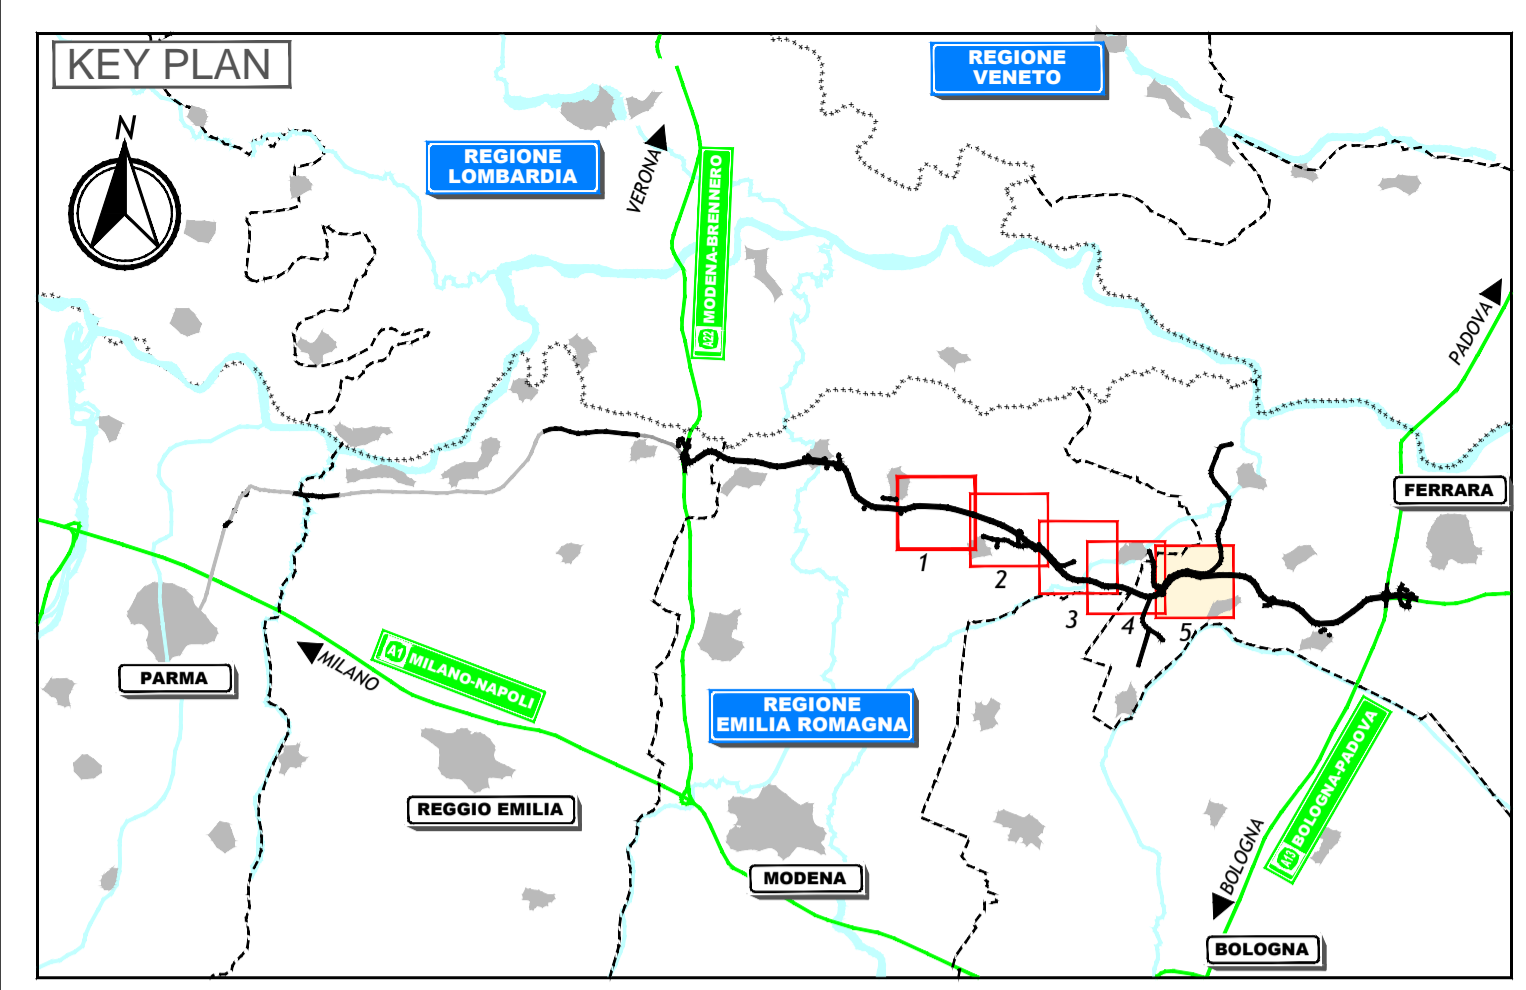 KEY PLAN
N
REGIONE
VENETO
REGIONE
LOMBARDIA
VERONA
A22 MODENA-BRENNERO
PADOVA
FERRARA
1
2
3
4
5
PARMA
MILANO
A1 MILANO-NAPOLI
REGIONE
EMILIA ROMAGNA
REGGIO EMILIA
MODENA
A13 BOLOGNA-PADOVA
BOLOGNA
BOLOGNA